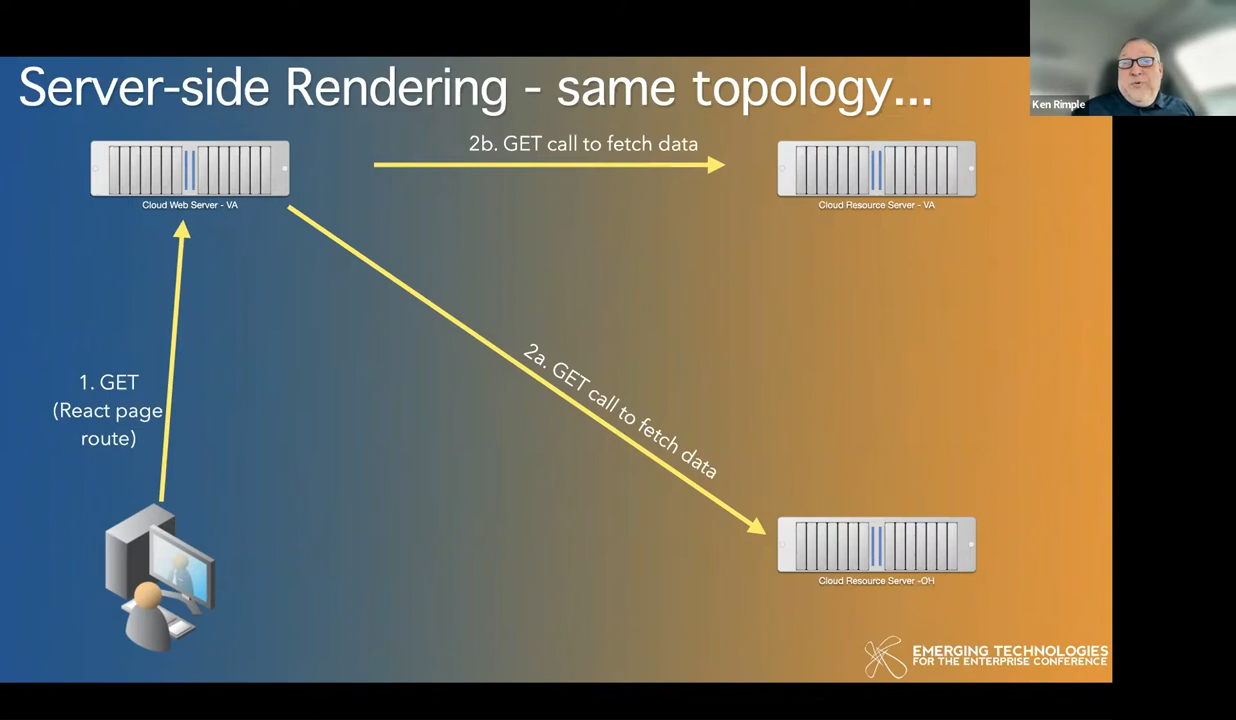 Server-side Rendering - same topology...
Ken Rimple
2b. GET call to fetch data
Cloud Web Server - VA
Cloud Resource Server - VA
2a. GET call to fetch data
1. GET
(React page
route)
Cloud Resource Server -OH
EMERGING TECHNOLOGIES
FOR THE ENTERPRISE CONFERENCE